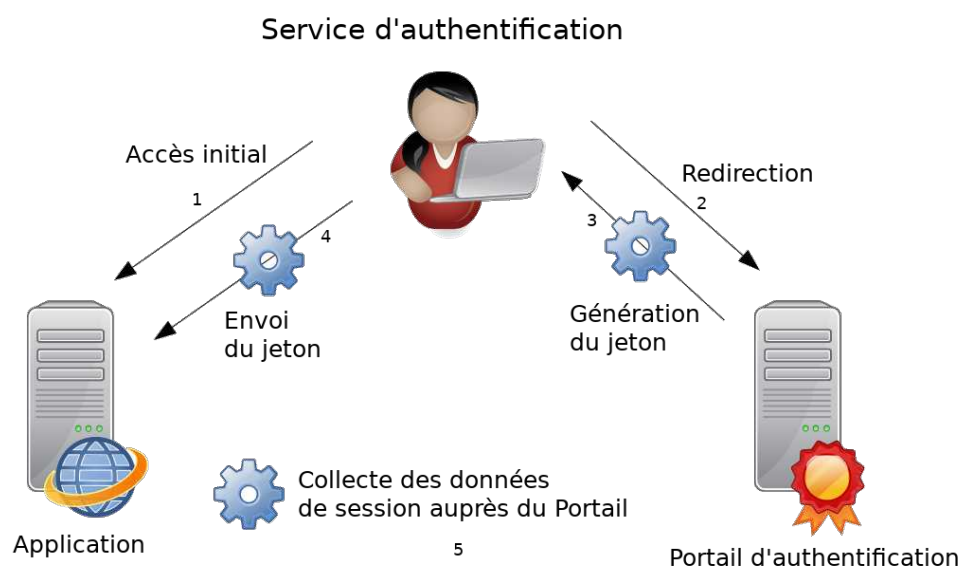 Service d'authentification
Accès initial
1
Redirection
2
3
4
Envoi
du jeton
Génération
du jeton
Collecte des données
de session auprès du Portail
5
Application
Portail d'authentification